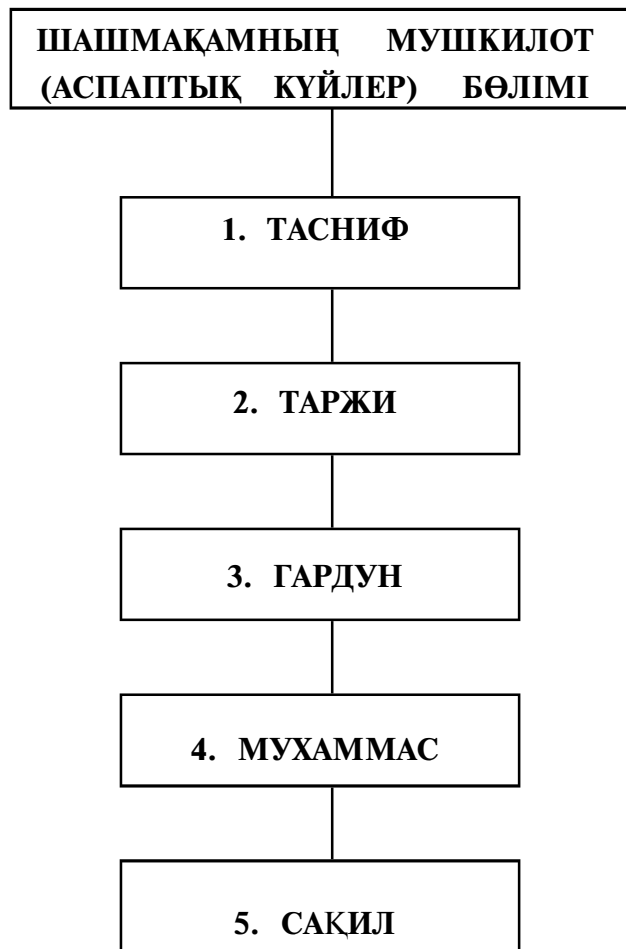 ШАШМАҚАМНЫҢ МУШКИЛОТ
(АСПАПТЫҚ КҮЙЛЕР) БӨЛІМІ
1. ТАСНИФ
2. ТАРЖИ
3. ГАРДУН
4. МУХАММАС
5. САҚИЛ